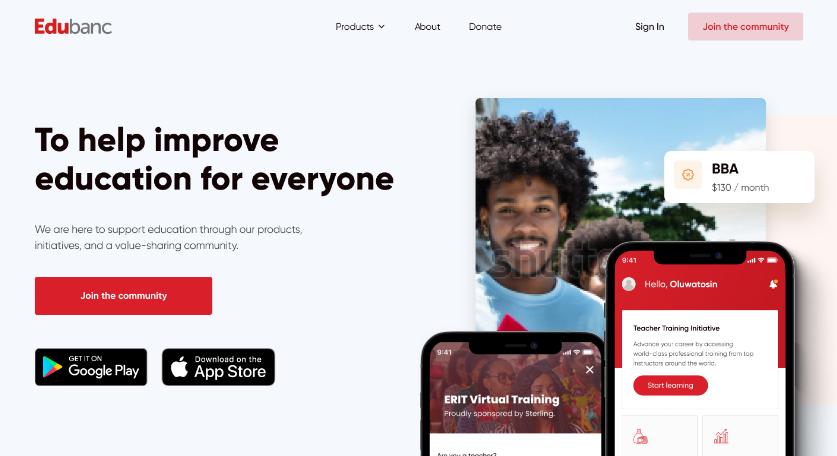 Edubanc
Products
About
Donate
Sign In
Join the community
To help improve
education for everyone
We are here to support education through our products,
initiatives, and a value-sharing community.
Join the community
GET IT ON
Google Play
Download on the
App Store
BBA
$130 / month
9:41
Hello, Oluwatosin
Teacher Training Initiative
Advance your career by accessing
world-class professional training from top
instructors around the world.
Start learning
9:41
ERIT Virtual Training
Proudly sponsored by Sterling.
Are you a teacher?